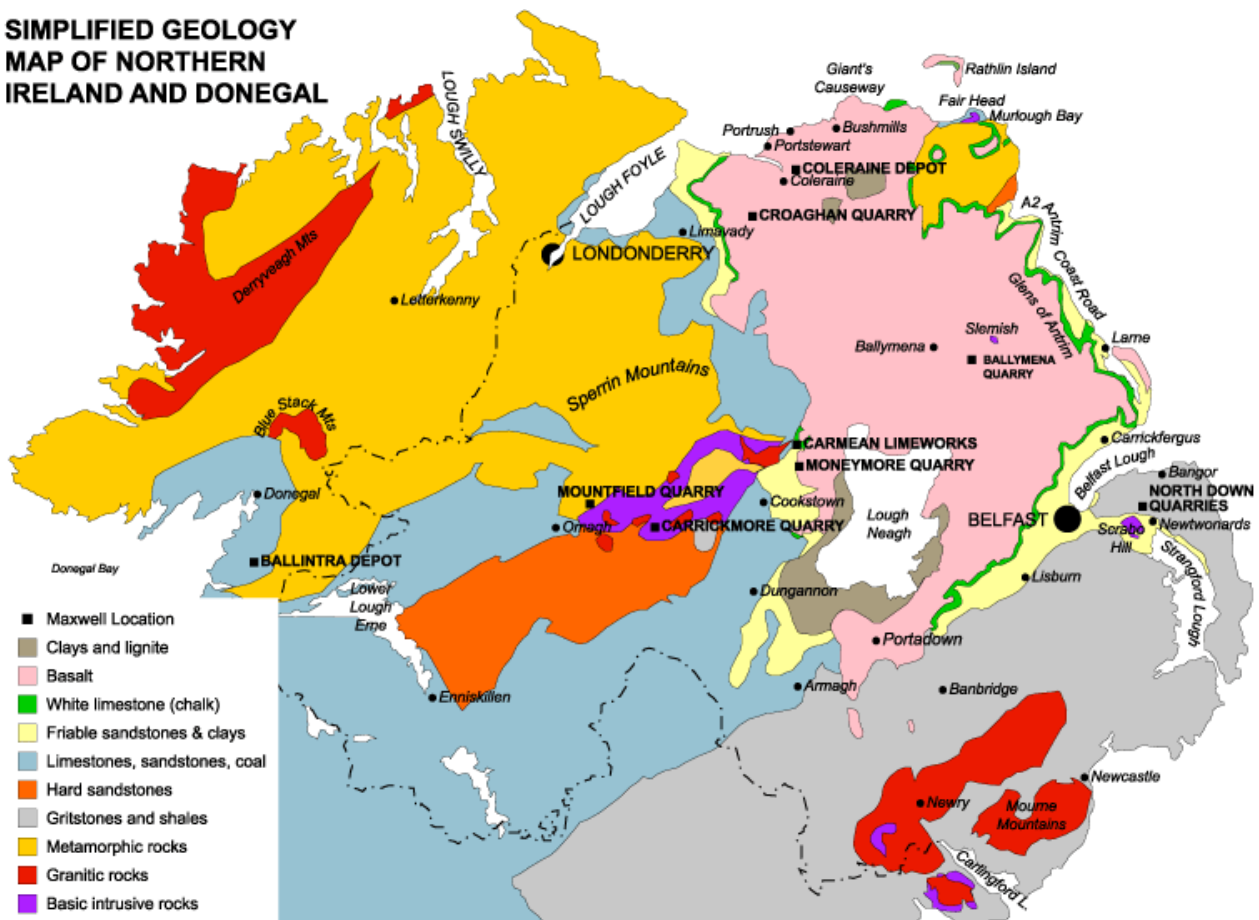 SIMPLIFIED GEOLOGY
MAP OF NORTHERN
IRELAND AND DONEGAL
LOUGH SWILLY
LOUGH FOYLE
Giant's
Causeway
Rathlin Island
Fair Head
Murlough Bay
Portrush
Bushmills
Portstewart
COLERAINE DEPOT
Coleraine
CROAGHAN QUARRY
A2 Antrim Coast Road
Limavady
LONDONDERRY
Derryveagh Mts
Letterkenny
Glens of Antrim
Slemish
Larne
Ballymena
BALLYMENA
QUARRY
Sperrin Mountains
Blue Stack Mts
CARMEAN LIMEWORKS
MONEYMORE QUARRY
Carrickfergus
Belfast Lough
Bangor
Donegal
MOUNTFIELD QUARRY
Cookstown
NORTH DOWN
QUARRIES
Omagh
CARRICKMORE QUARRY
Lough
Neagh
BELFAST
Scrabo
Hill
Newtwonards
Strangford Lough
BALLINTRA DEPOT
Donegal Bay
Lower
Lough
Erne
Dungannon
Lisburn
Portadown
Enniskillen
Armagh
Banbridge
Newcastle
Newry
Mourne
Mountains
Carlingford L.
Maxwell Location
Clays and lignite
Basalt
White limestone (chalk)
Friable sandstones & clays
Limestones, sandstones, coal
Hard sandstones
Gritstones and shales
Metamorphic rocks
Granitic rocks
Basic intrusive rocks